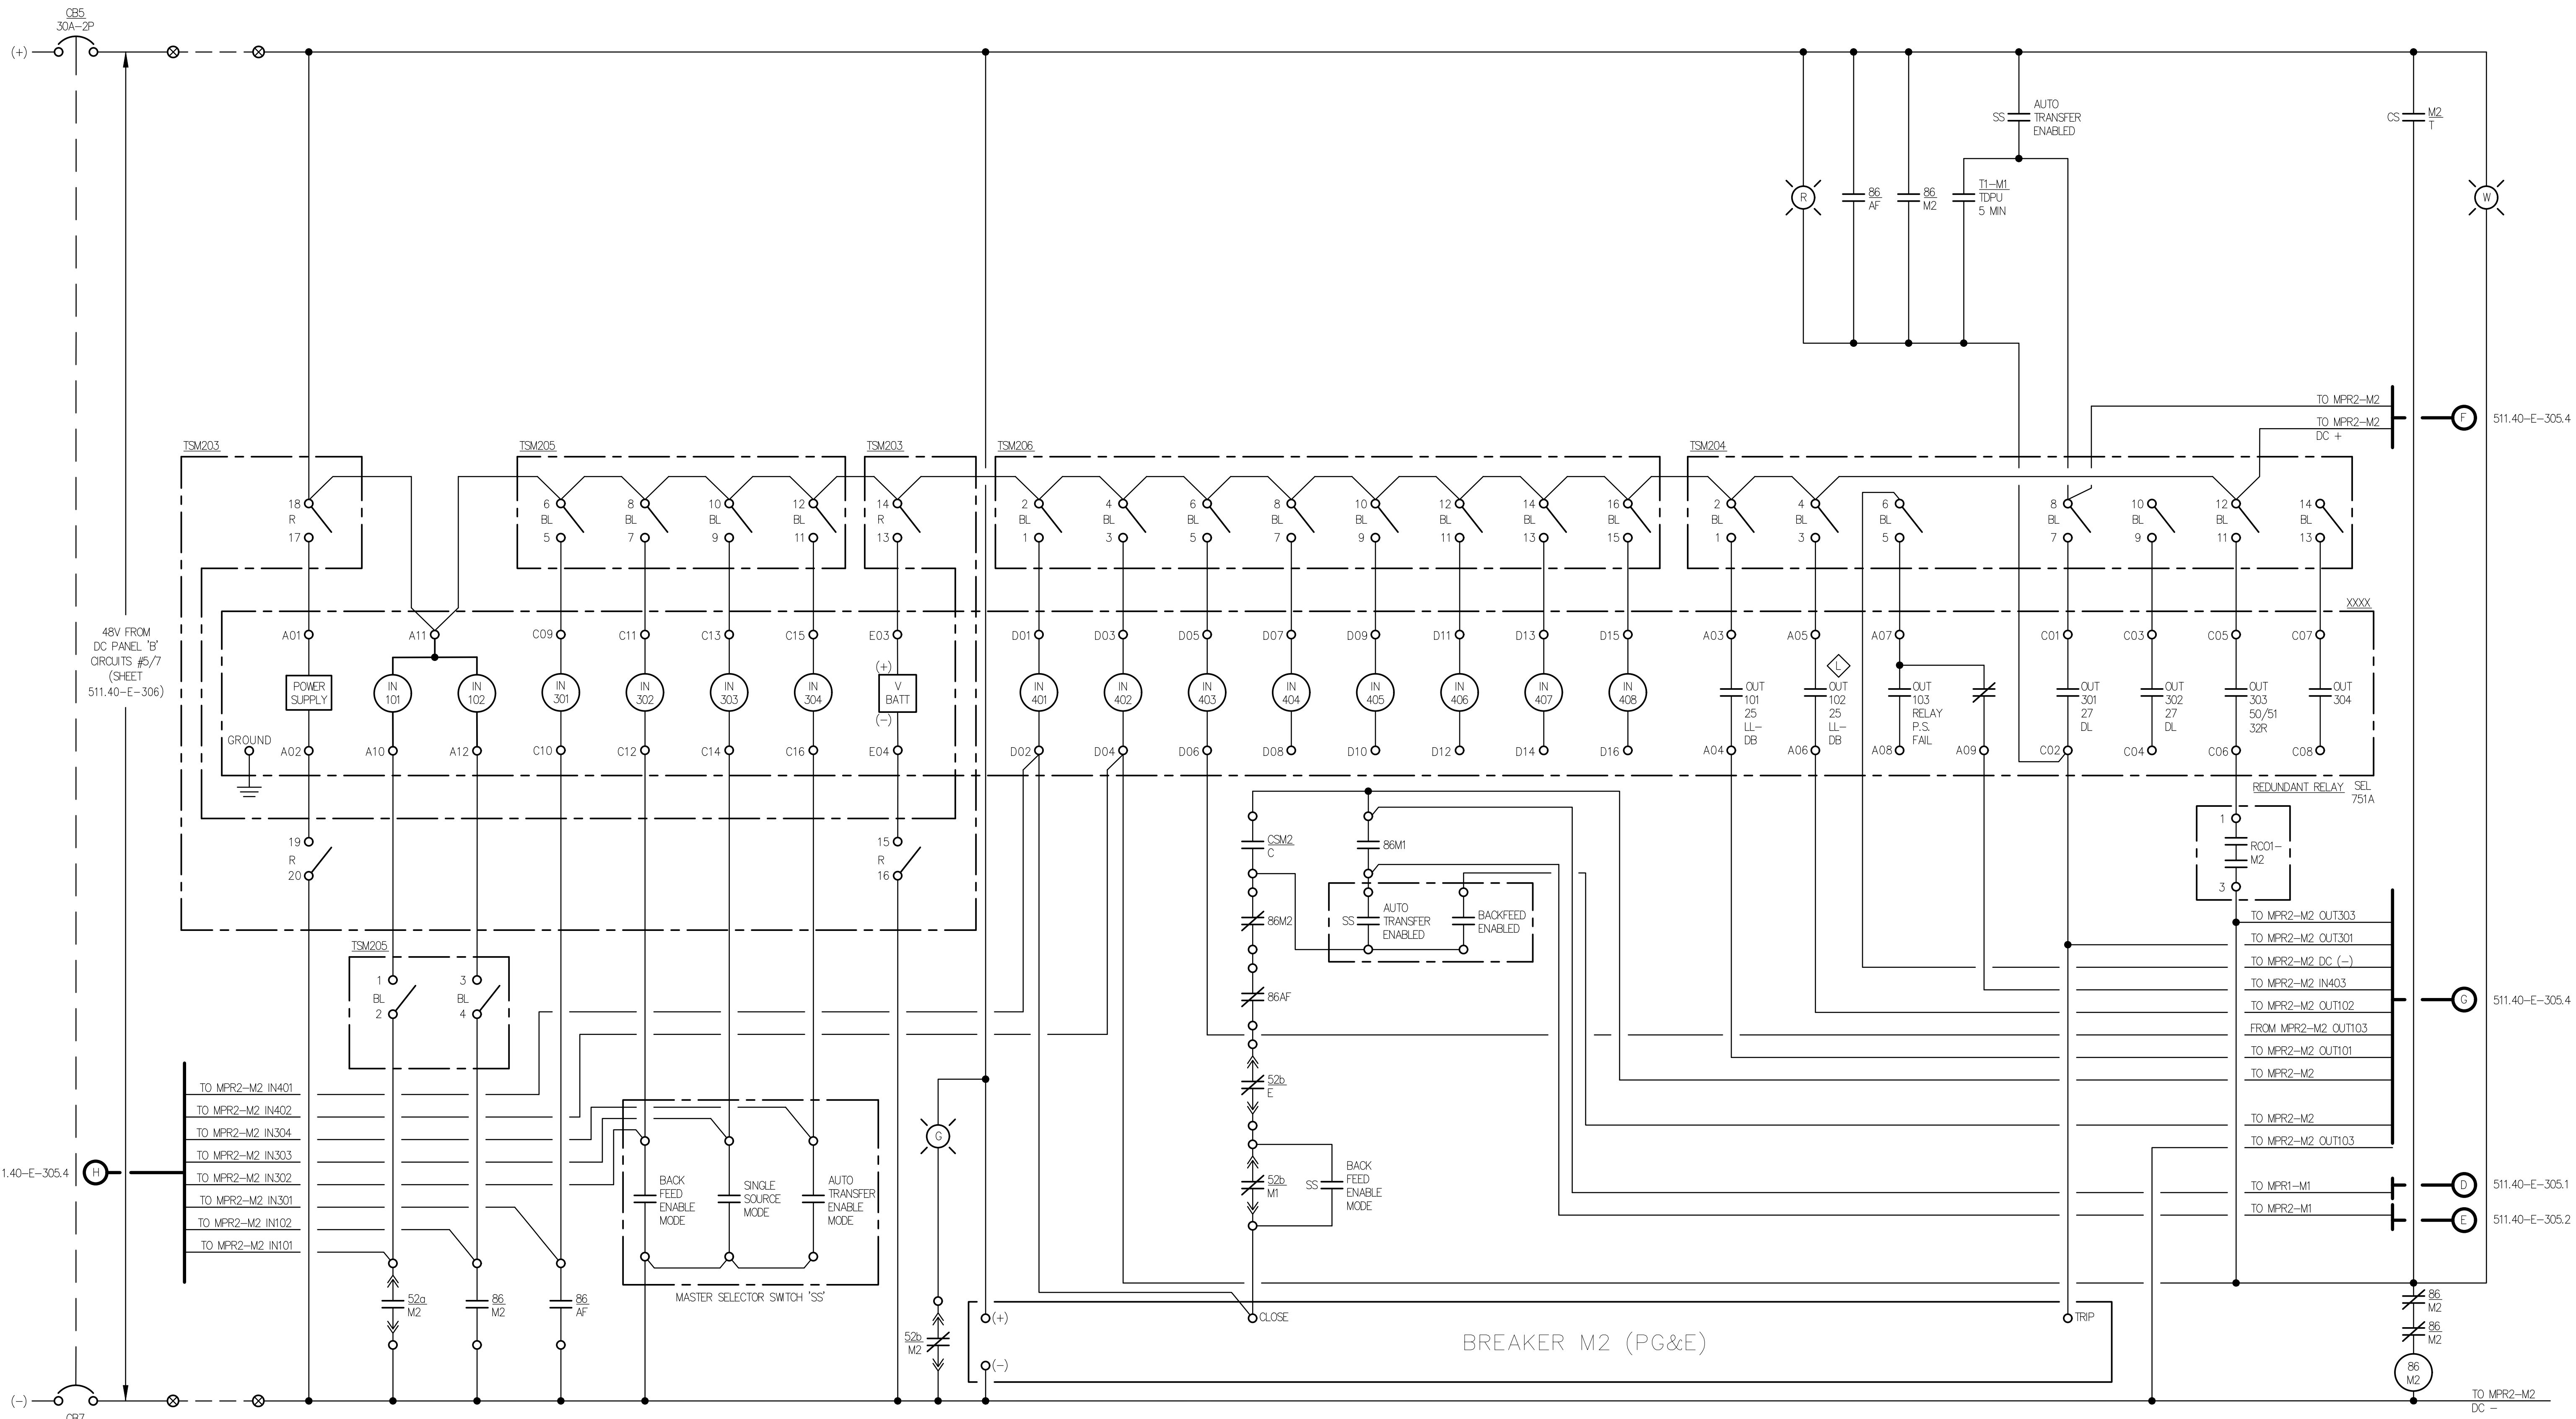 CB5
30A-2P
(+)
AUTO
SS TRANSFER
ENABLED
CS M2
T
R
86
AF
86
M2
T1-M1
TDPU
5 MIN
W
TO MPR2-M2
TO MPR2-M2
DC +
F 511.40-E-305.4
TSM203
TSM205
TSM203
TSM206
TSM204
18 6 8 10 12 14 2 4 6 8 10 12 14 16 2 4 6 8 10 12 14
R BL BL BL BL R BL BL BL BL BL BL BL BL BL BL BL BL BL BL BL
17 5 7 9 11 13 1 3 5 7 9 11 13 15 1 3 5 7 9 11 13
XXXX
A01 A11 C09 C11 C13 C15 E03 D01 D03 D05 D07 D09 D11 D13 D15 A03 A05 A07 C01 C03 C05 C07
48V FROM
DC PANEL 'B'
CIRCUITS #5/7
(SHEET
511.40-E-306)
POWER
SUPPLY
IN
101
IN
102
IN
301
IN
302
IN
303
IN
304
(+)
V
BATT
(-)
IN
401
IN
402
IN
403
IN
404
IN
405
IN
406
IN
407
IN
408
OUT
101
25
LL-
DB
L
OUT
102
25
LL-
DB
OUT
103
RELAY
P.S.
FAIL
OUT
301
27
DL
OUT
302
27
DL
OUT
303
50/51
32R
OUT
304
GROUND
A02 A10 A12 C10 C12 C14 C16 E04 D02 D04 D06 D08 D10 D12 D14 D16 A04 A06 A08 A09 C02 C04 C06 C08
REDUNDANT RELAY SEL
751A
19
R
20
15
R
16
1
RCO1-
M2
3
CSM2
C
86M1
86M2
SS AUTO
TRANSFER
ENABLED
BACKFEED
ENABLED
86AF
52b
E
52b
M1
SS BACK
FEED
ENABLE
MODE
TSM205
1 3
BL BL
2 4
TO MPR2-M2 OUT303
TO MPR2-M2 OUT301
TO MPR2-M2 DC (-)
TO MPR2-M2 IN403
TO MPR2-M2 OUT102
FROM MPR2-M2 OUT103
TO MPR2-M2 OUT101
TO MPR2-M2
TO MPR2-M2
TO MPR2-M2 OUT103
G 511.40-E-305.4
TO MPR1-M1
D 511.40-E-305.1
TO MPR2-M1
E 511.40-E-305.2
TO MPR2-M2 IN401
TO MPR2-M2 IN402
TO MPR2-M2 IN304
TO MPR2-M2 IN303
TO MPR2-M2 IN302
TO MPR2-M2 IN301
TO MPR2-M2 IN102
TO MPR2-M2 IN101
1.40-E-305.4 H
BACK
FEED
ENABLE
MODE
SINGLE
SOURCE
MODE
AUTO
TRANSFER
ENABLE
MODE
MASTER SELECTOR SWITCH 'SS'
G
52a
M2
86
M2
86
AF
52b
M2
(+)
(-)
CLOSE
BREAKER M2 (PG&E)
TRIP
86
M2
86
M2
86
M2
(-)
CB7
TO MPR2-M2
DC -